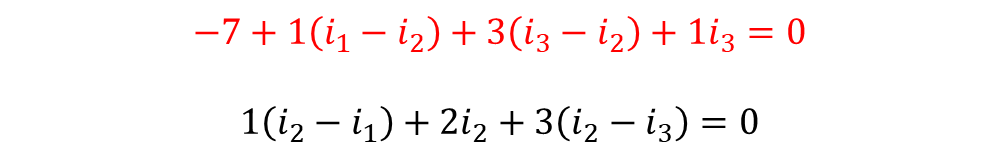 −7 + 1(i₁ − i₂) + 3(i₃ − i₂) + 1i₃ = 0
1(i₂ − i₁) + 2i₂ + 3(i₂ − i₃) = 0